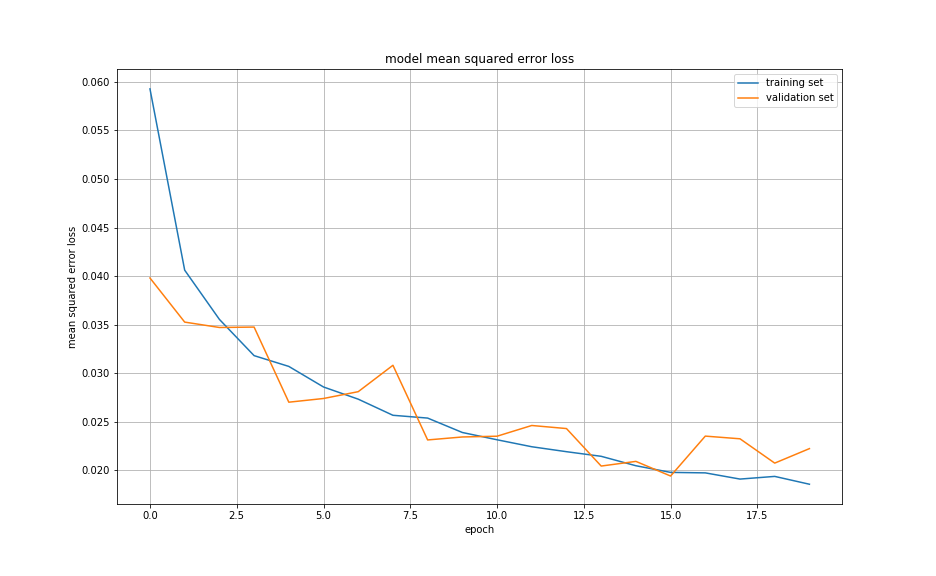 model mean squared error loss
training set
validation set
0.060
0.055
0.050
0.045
0.040
0.035
0.030
0.025
0.020
mean squared error loss
0.0 2.5 5.0 7.5 10.0 12.5 15.0 17.5
epoch